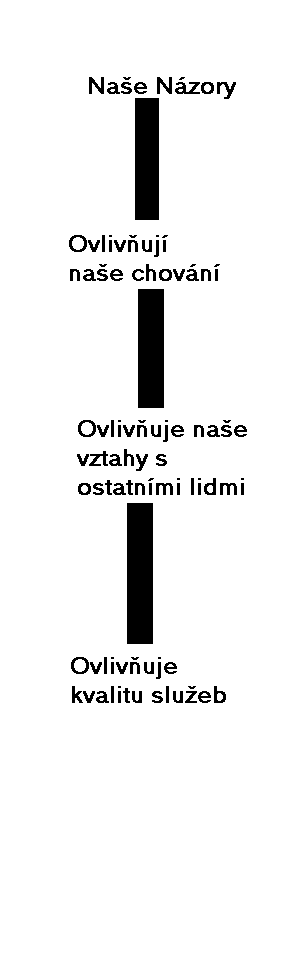 Naše Názory
Ovlivňují
naše chování
Ovlivňuje naše
vztahy s
ostatními lidmi
Ovlivňuje
kvalitu služeb